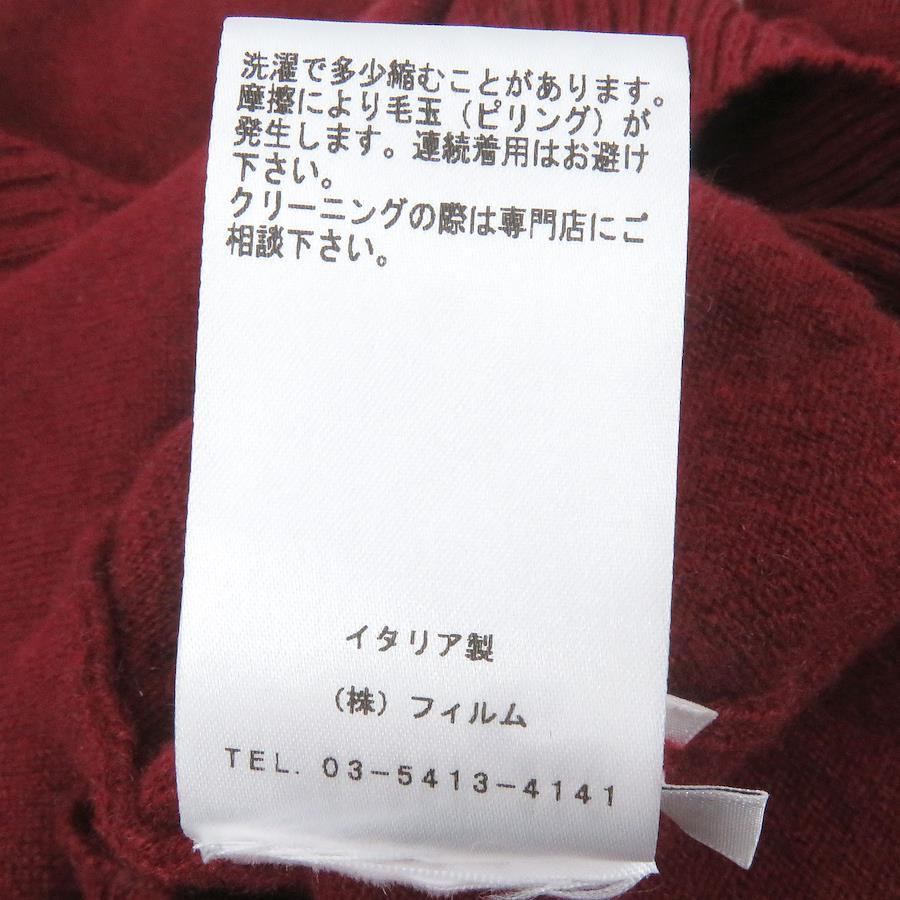 洗濯で多少縮むことがあります。
摩擦により毛玉（ピリング）が
発生します。連続着用はお避け
下さい。
クリーニングの際は専門店にご
相談下さい。
イタリア製
（株）フィルム
TEL. 03-5413-4141